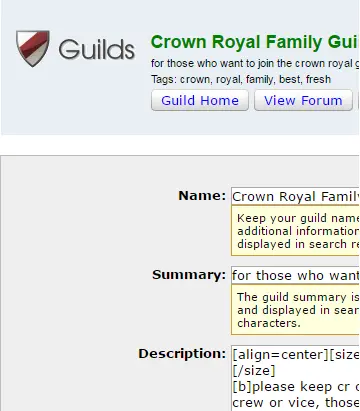 Guilds
Crown Royal Family Gui
for those who want to join the crown royal g
Tags: crown, royal, family, best, fresh
Guild Home
View Forum
Name:
Crown Royal Family
Keep your guild name
additional information
displayed in search re
Summary:
for those who want
The guild summary is
and displayed in sear
characters.
Description:
[align=center][size
[/size]
[b]please keep cr o
crew or vice, those